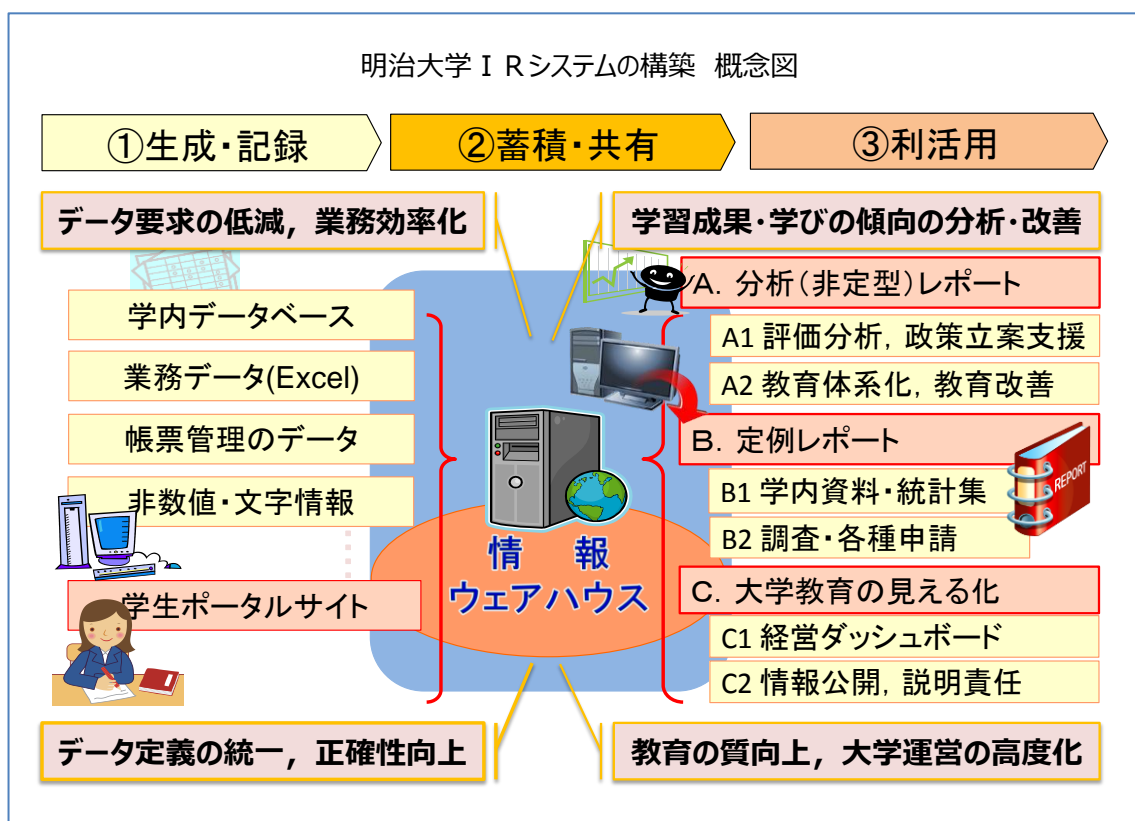 明治大学ＩＲシステムの構築 概念図
①生成・記録
②蓄積・共有
③利活用
データ要求の低減，業務効率化
学習成果・学びの傾向の分析・改善
学内データベース
業務データ(Excel)
帳票管理のデータ
非数値・文字情報
学生ポータルサイト
情　報
ウェアハウス
Ａ．分析（非定型）レポート
A1 評価分析，政策立案支援
A2 教育体系化，教育改善
Ｂ．定例レポート
B1 学内資料・統計集
B2 調査・各種申請
REPORT
Ｃ．大学教育の見える化
C1 経営ダッシュボード
C2 情報公開，説明責任
データ定義の統一，正確性向上
教育の質向上，大学運営の高度化